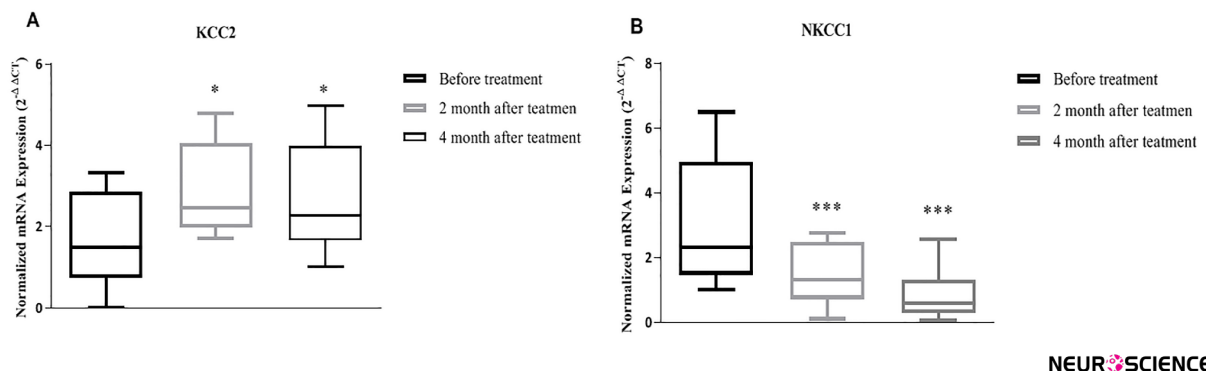 A
KCC2
Normalized mRNA Expression (2^-Δ ΔCT)
6
4
2
0
*
*
Before treatment
2 month after teatmen
4 month after teatment
B
NKCC1
Normalized mRNA Expression (2^-Δ ΔCT)
8
6
4
2
0
***
***
Before treatment
2 month after teatmen
4 month after teatment
NEUROSCIENCE